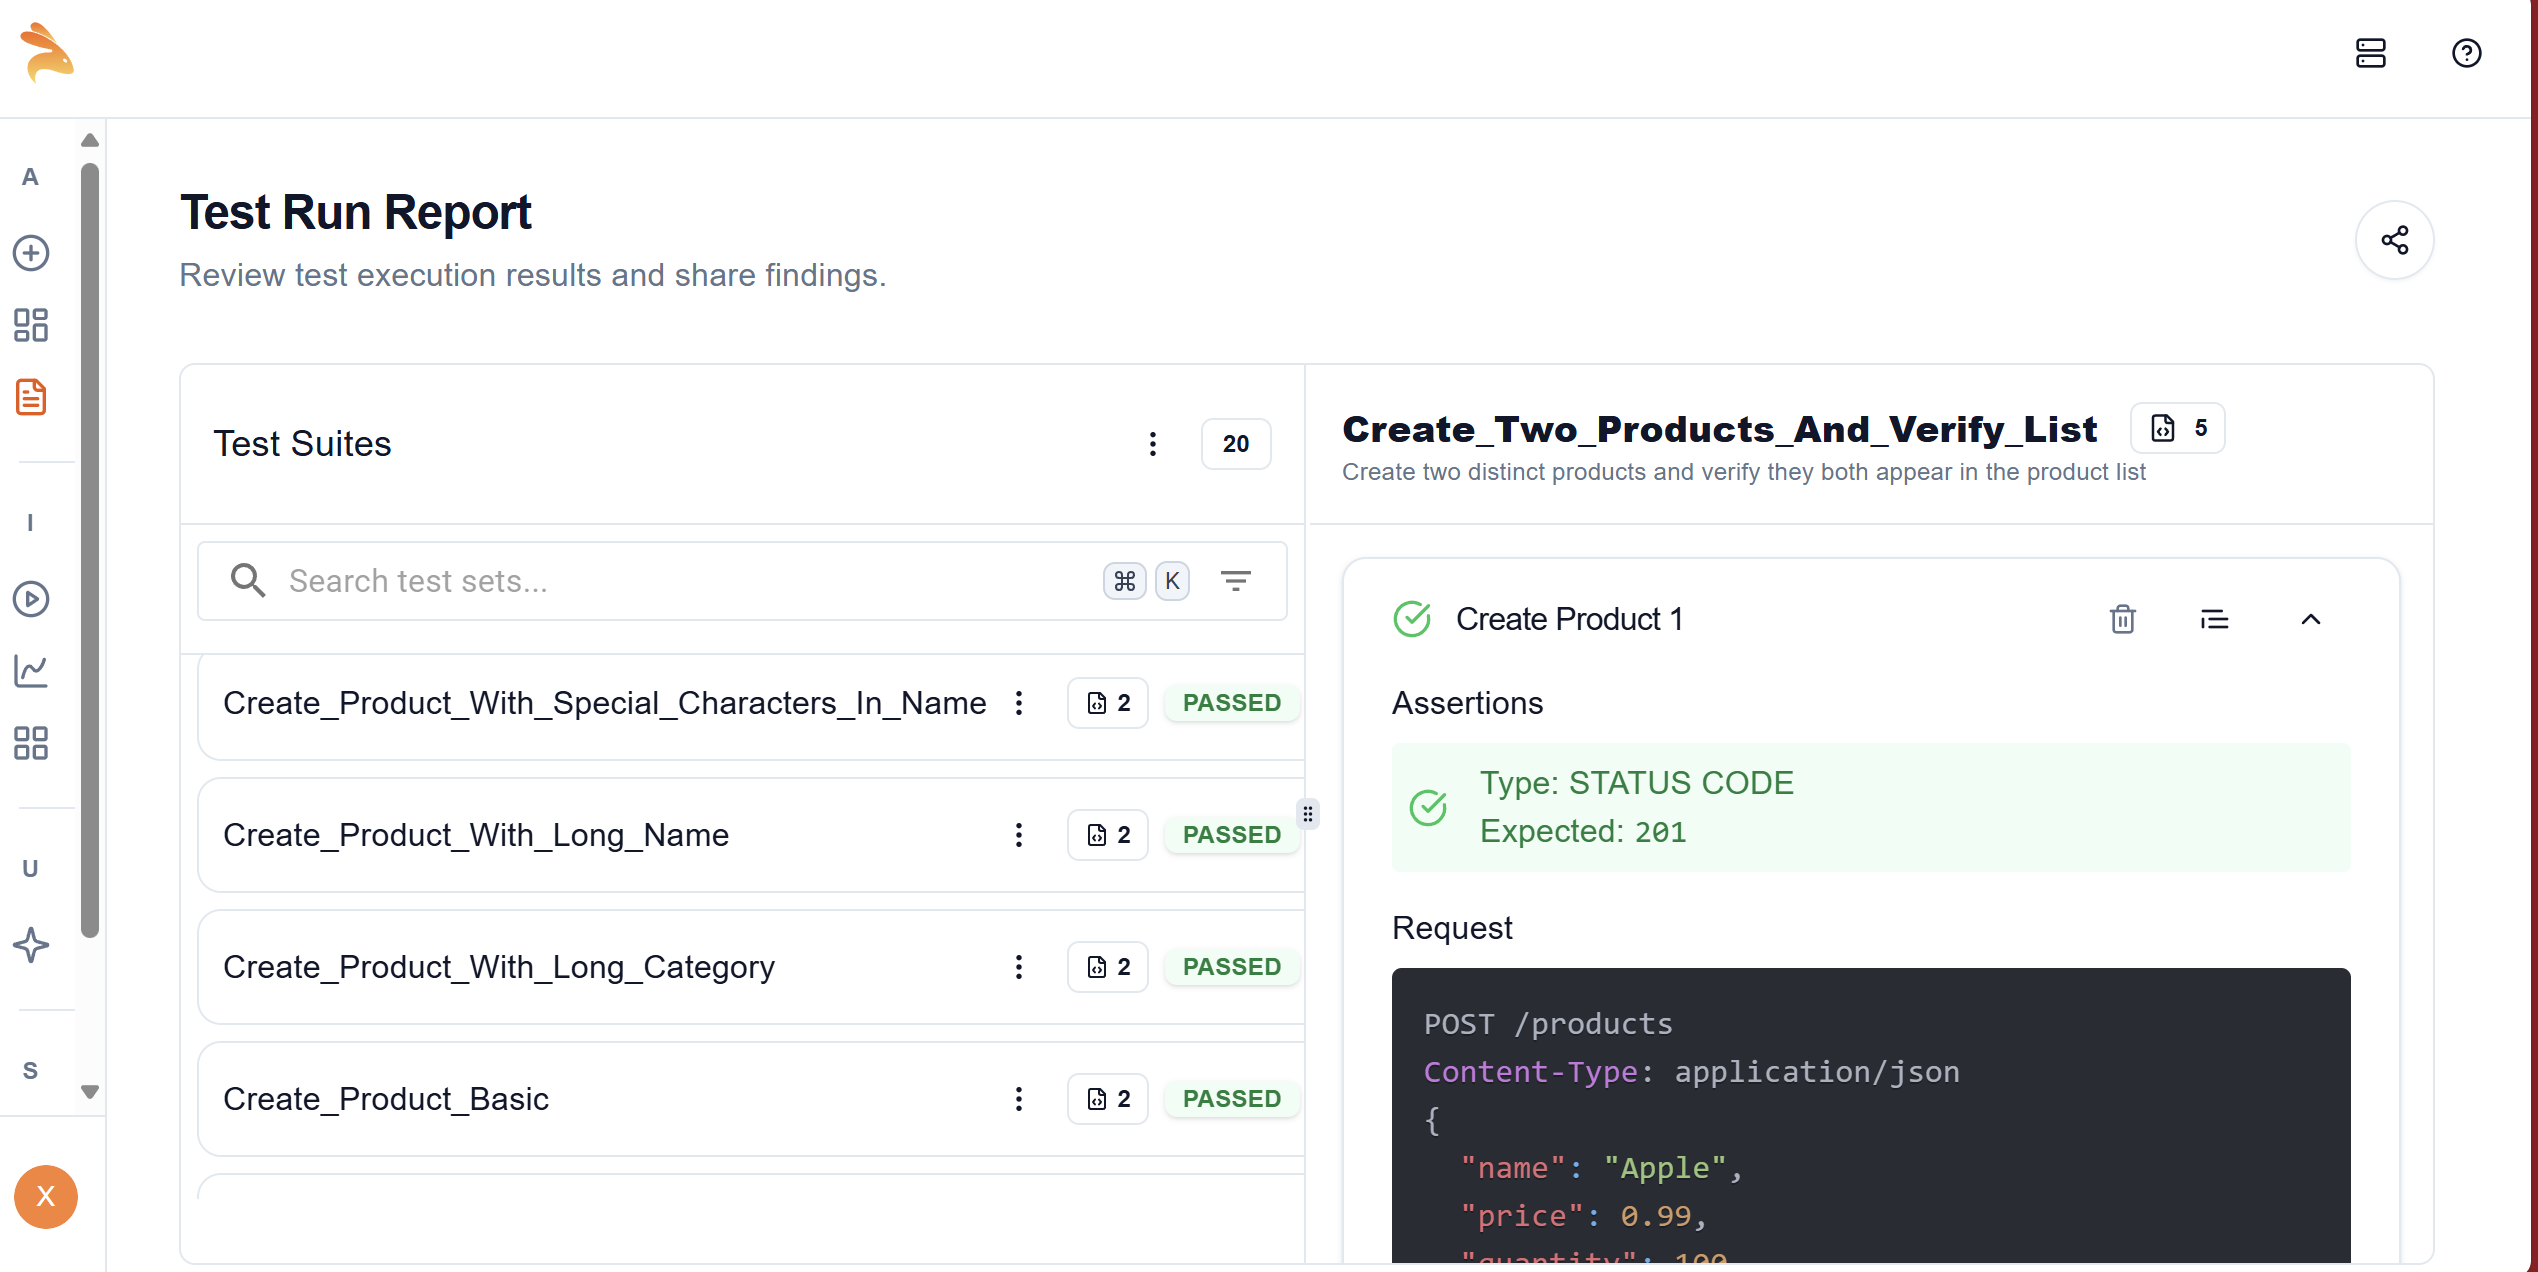 A
I
U
S
X
Test Run Report
Review test execution results and share findings.
Test Suites
20
Search test sets...
⌘ K
Create_Product_With_Special_Characters_In_Name 2 PASSED
Create_Product_With_Long_Name 2 PASSED
Create_Product_With_Long_Category 2 PASSED
Create_Product_Basic 2 PASSED
Create_Two_Products_And_Verify_List 5
Create two distinct products and verify they both appear in the product list
Create Product 1
Assertions
Type: STATUS CODE
Expected: 201
Request
POST /products
Content-Type: application/json
{
"name": "Apple",
"price": 0.99,
"quantity": 100